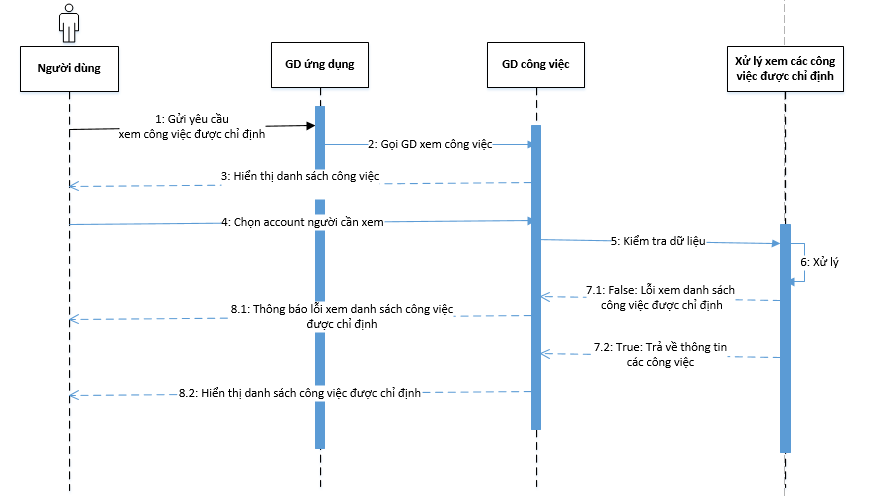 Người dùng
GD ứng dụng
GD công việc
Xử lý xem các công
việc được chỉ định
1: Gửi yêu cầu
xem công việc được chỉ định
2: Gọi GD xem công việc
3: Hiển thị danh sách công việc
4: Chọn account người cần xem
5: Kiểm tra dữ liệu
6: Xử lý
7.1: False: Lỗi xem danh sách
công việc được chỉ định
8.1: Thông báo lỗi xem danh sách công việc
được chỉ định
7.2: True: Trả về thông tin
các công việc
8.2: Hiển thị danh sách công việc được chỉ định